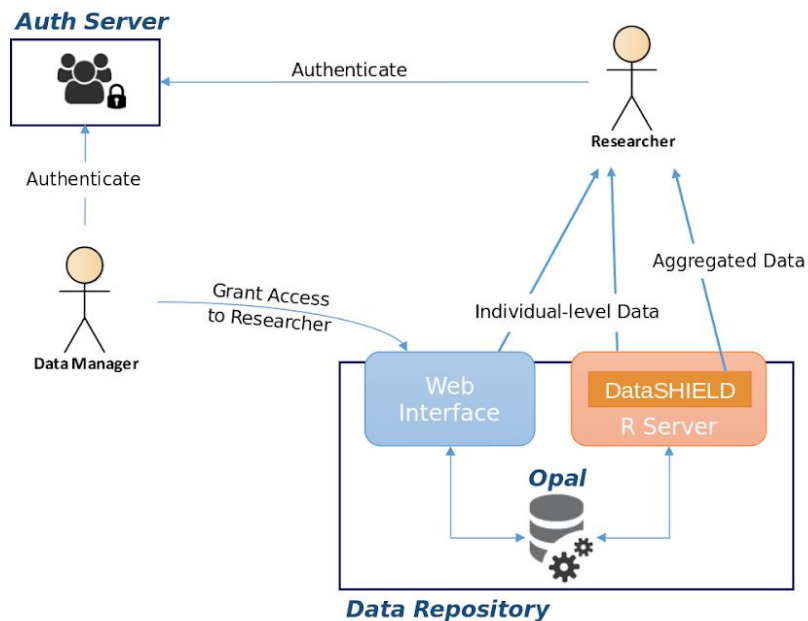 Auth Server
Authenticate
Researcher
Authenticate
Data Manager
Grant Access
to Researcher
Individual-level Data
Aggregated Data
Web
Interface
DataSHIELD
R Server
Opal
Data Repository